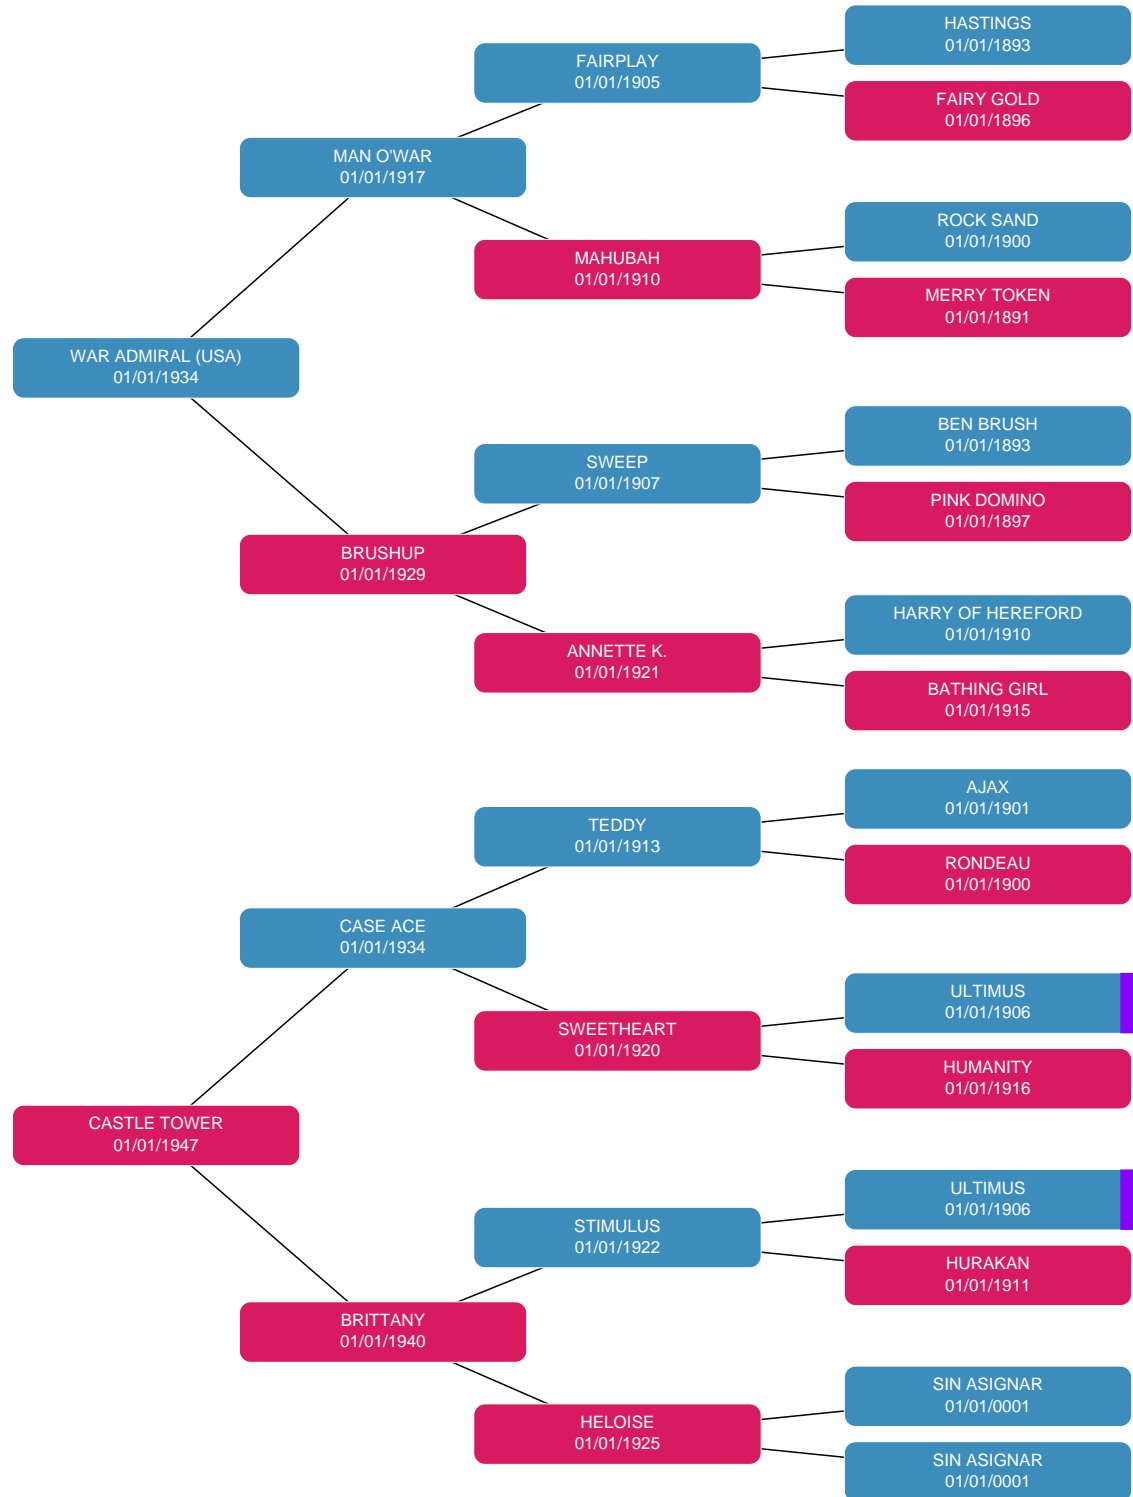 HASTINGS
01/01/1893
FAIRPLAY
01/01/1905
FAIRY GOLD
01/01/1896
MAN O'WAR
01/01/1917
ROCK SAND
01/01/1900
MAHUBAH
01/01/1910
MERRY TOKEN
01/01/1891
WAR ADMIRAL (USA)
01/01/1934
BEN BRUSH
01/01/1893
SWEEP
01/01/1907
PINK DOMINO
01/01/1897
BRUSHUP
01/01/1929
HARRY OF HEREFORD
01/01/1910
ANNETTE K.
01/01/1921
BATHING GIRL
01/01/1915
AJAX
01/01/1901
TEDDY
01/01/1913
RONDEAU
01/01/1900
CASE ACE
01/01/1934
ULTIMUS
01/01/1906
SWEETHEART
01/01/1920
HUMANITY
01/01/1916
CASTLE TOWER
01/01/1947
ULTIMUS
01/01/1906
STIMULUS
01/01/1922
HURAKAN
01/01/1911
BRITTANY
01/01/1940
SIN ASIGNAR
01/01/0001
HELOISE
01/01/1925
SIN ASIGNAR
01/01/0001